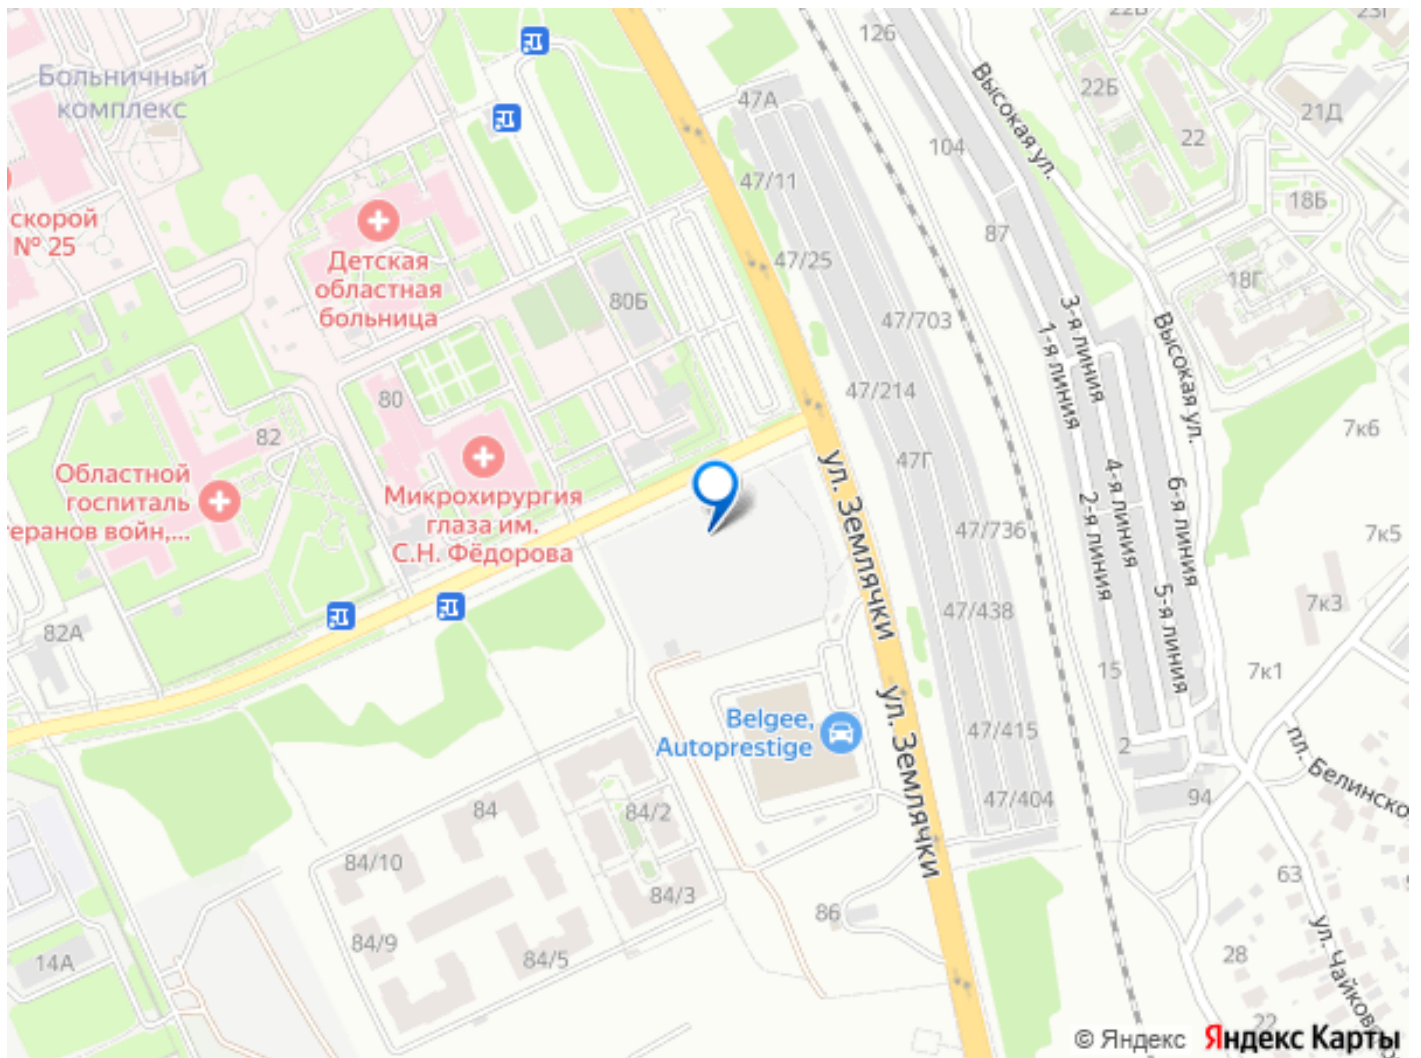 22Б
23Г
126
Больничный
комплекс
Высокая ул.
22Б
47А
21Д
22
104
47/11
18Б
скорой
№ 25
87
Детская
областная
больница
47/25
18Г
80Б
3-я линия
47/703
1-я линия
Высокая ул.
47/214
80
7к6
82
47Г
ул. Землячки
4-я линия
6-я линия
Областной
госпиталь
теранов войн,...
Микрохирургия
глаза им.
С.Н. Фёдорова
2-я линия
47/736
7к5
5-я линия
7к3
47/438
82А
15
7к1
ул. Землячки
Belgee,
Autoprestige
47/415
2
пл. Белинско
94
84
84/2
47/404
84/10
84/3
63
86
84/9
84/5
28
ул. Чайковс
14А
22
© Яндекс Яндекс Карты